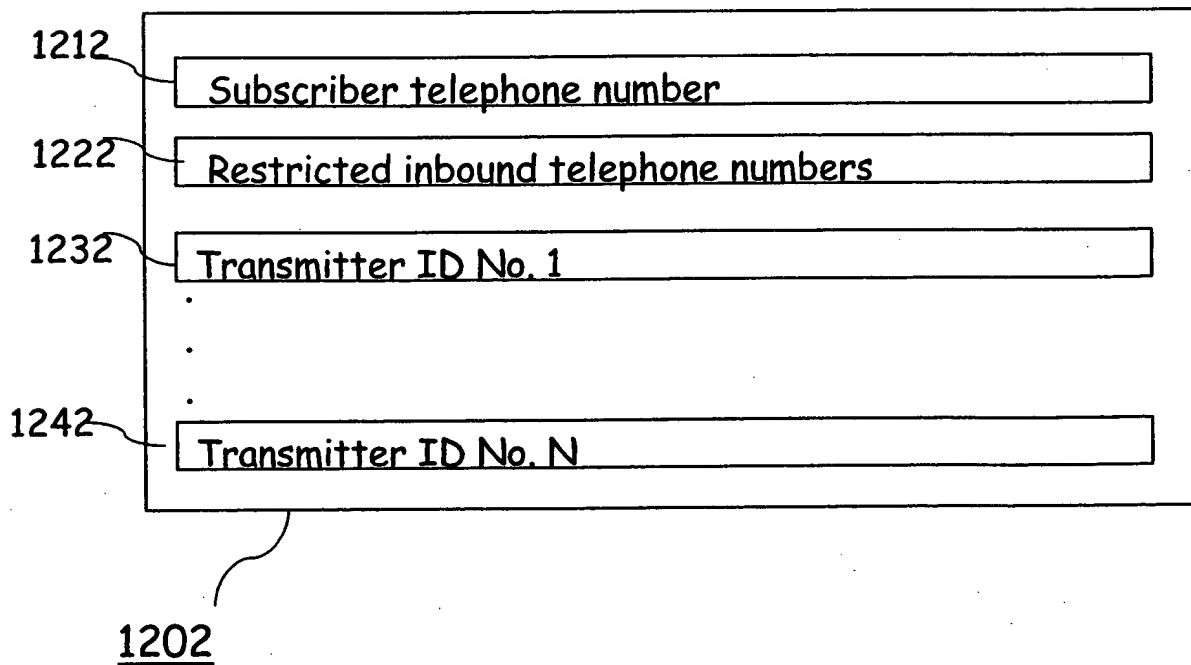 1212
Subscriber telephone number
1222
Restricted inbound telephone numbers
1232
Transmitter ID No. 1
.
.
.
1242
Transmitter ID No. N
1202